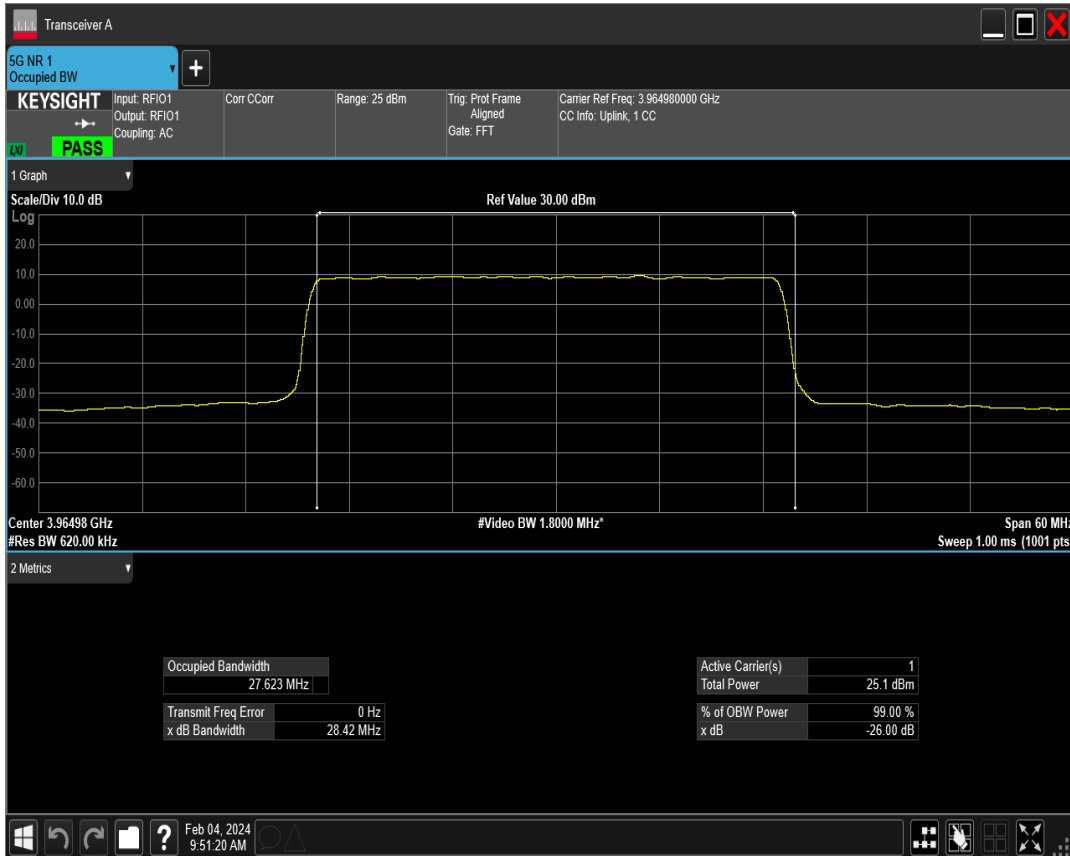 Transceiver A
5G NR 1
Occupied BW
KEYSIGHT
LXI
PASS
Input: RFIO1
Output: RFIO1
Coupling: AC
Corr CCorr
Range: 25 dBm
Trig: Prot Frame
Aligned
Gate: FFT
Carrier Ref Freq: 3.964980000 GHz
CC Info: Uplink, 1 CC
1 Graph
Scale/Div 10.0 dB
Ref Value 30.00 dBm
Log
20.0
10.0
0.00
-10.0
-20.0
-30.0
-40.0
-50.0
-60.0
Center 3.96498 GHz
#Video BW 1.8000 MHz*
Span 60 MHz
#Res BW 620.00 kHz
Sweep 1.00 ms (1001 pts
2 Metrics
Occupied Bandwidth
27.623 MHz
Transmit Freq Error 0 Hz
x dB Bandwidth 28.42 MHz
Active Carrier(s) 1
Total Power 25.1 dBm
% of OBW Power 99.00 %
x dB -26.00 dB
?
Feb 04, 2024
9:51:20 AM